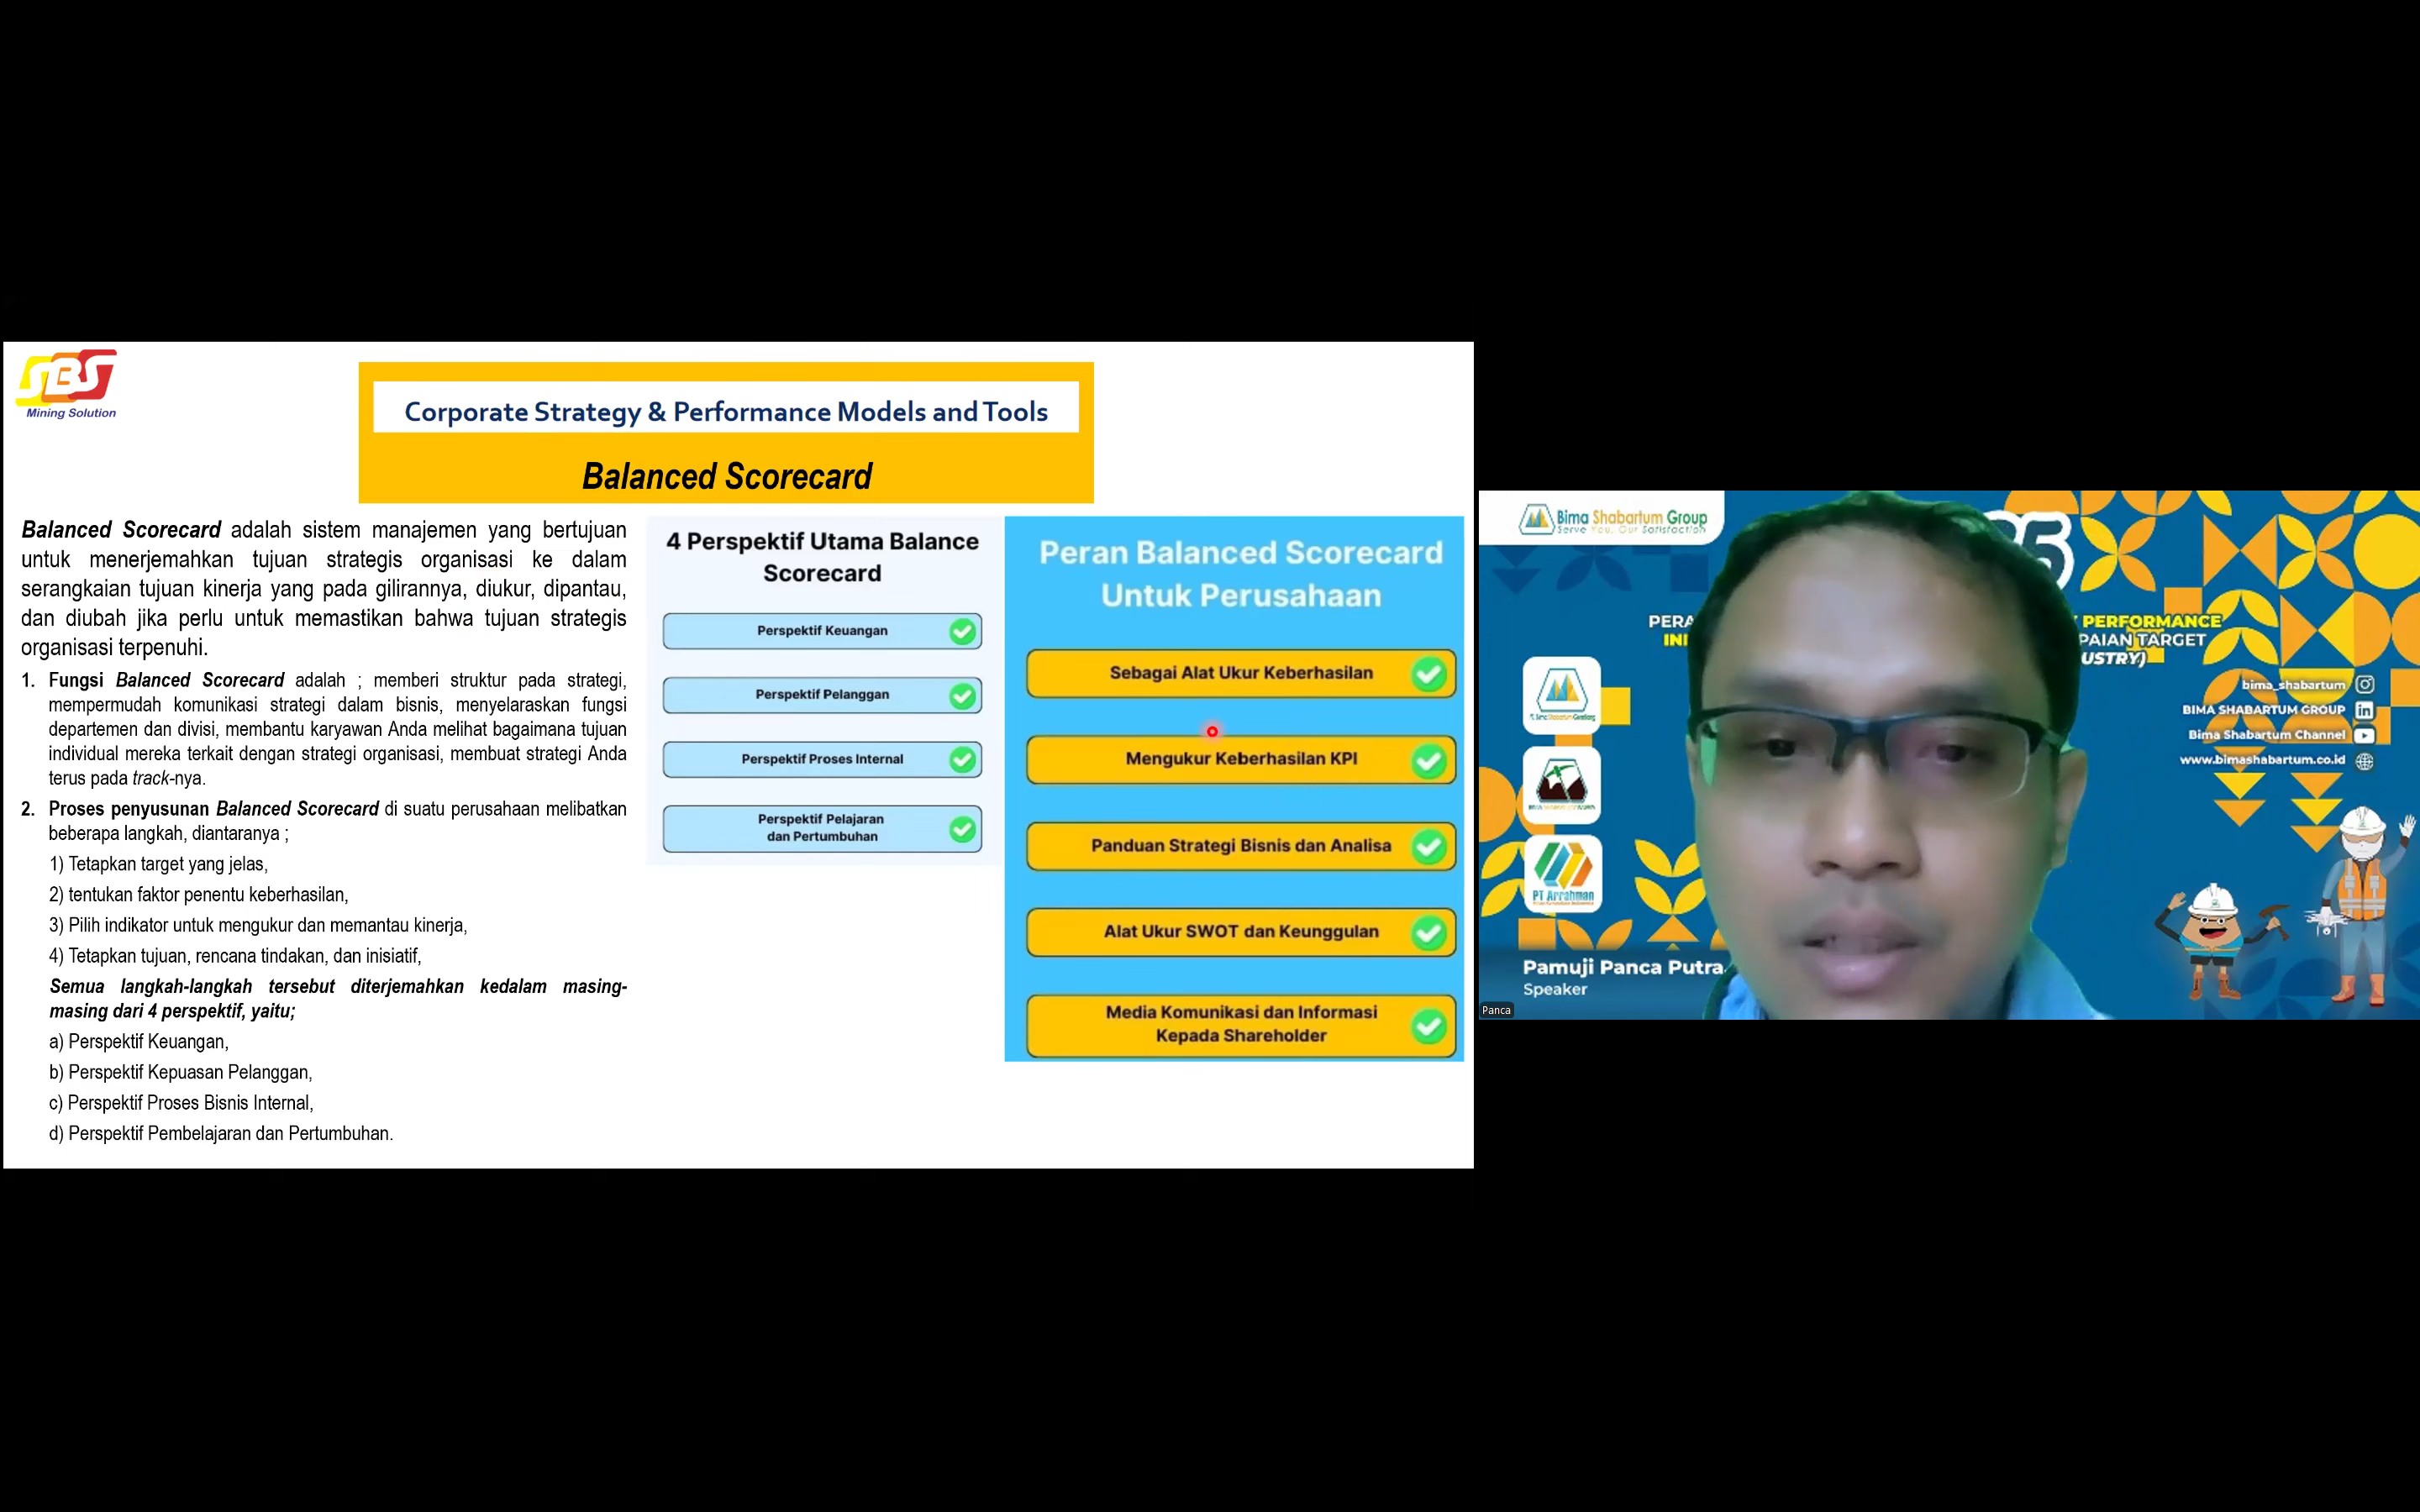 SBS
Mining Solution
Corporate Strategy & Performance Models and Tools
Balanced Scorecard
Balanced Scorecard adalah sistem manajemen yang bertujuan
untuk menerjemahkan tujuan strategis organisasi ke dalam
serangkaian tujuan kinerja yang pada gilirannya, diukur, dipantau,
dan diubah jika perlu untuk memastikan bahwa tujuan strategis
organisasi terpenuhi.
1. Fungsi Balanced Scorecard adalah ; memberi struktur pada strategi,
mempermudah komunikasi strategi dalam bisnis, menyelaraskan fungsi
departemen dan divisi, membantu karyawan Anda melihat bagaimana tujuan
individual mereka terkait dengan strategi organisasi, membuat strategi Anda
terus pada track-nya.
2. Proses penyusunan Balanced Scorecard di suatu perusahaan melibatkan
beberapa langkah, diantaranya ;
1) Tetapkan target yang jelas,
2) tentukan faktor penentu keberhasilan,
3) Pilih indikator untuk mengukur dan memantau kinerja,
4) Tetapkan tujuan, rencana tindakan, dan inisiatif,
Semua langkah-langkah tersebut diterjemahkan kedalam masing-
masing dari 4 perspektif, yaitu;
a) Perspektif Keuangan,
b) Perspektif Kepuasan Pelanggan,
c) Perspektif Proses Bisnis Internal,
d) Perspektif Pembelajaran dan Pertumbuhan.
4 Perspektif Utama Balance
Scorecard
Perspektif Keuangan
Perspektif Pelanggan
Perspektif Proses Internal
Perspektif Pelajaran
dan Pertumbuhan
Peran Balanced Scorecard
Untuk Perusahaan
Sebagai Alat Ukur Keberhasilan
Mengukur Keberhasilan KPI
Panduan Strategi Bisnis dan Analisa
Alat Ukur SWOT dan Keunggulan
Media Komunikasi dan Informasi
Kepada Shareholder
Bima Shabartum Group
Serve You, Our Satisfaction
PERA
INI
PERFORMANCE
PAIAN TARGET
USTRY)
bima_shabartum
BIMA SHABARTUM GROUP
Bima Shabartum Channel
www.bimashabartum.co.id
PT Arrahman
Pamuji Panca Putra
Speaker
Panca